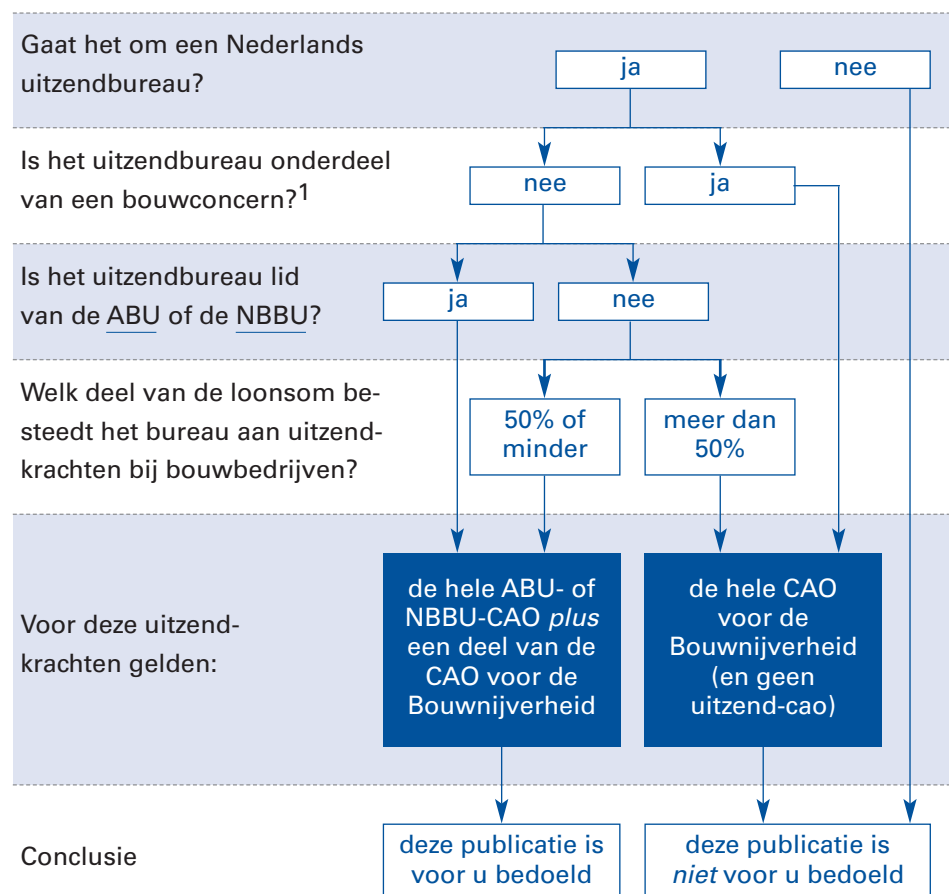 Gaat het om een Nederlands
uitzendbureau?
ja
nee
Is het uitzendbureau onderdeel
van een bouwconcern?1
nee
ja
Is het uitzendbureau lid
van de ABU of de NBBU?
ja
nee
Welk deel van de loonsom be-
steedt het bureau aan uitzend-
krachten bij bouwbedrijven?
50% of
minder
meer dan
50%
Voor deze uitzend-
krachten gelden:
de hele ABU- of
NBBU-CAO plus
een deel van de
CAO voor de
Bouwnijverheid
de hele CAO
voor de
Bouwnijverheid
(en geen
uitzend-cao)
Conclusie
deze publicatie is
voor u bedoeld
deze publicatie is
niet voor u bedoeld